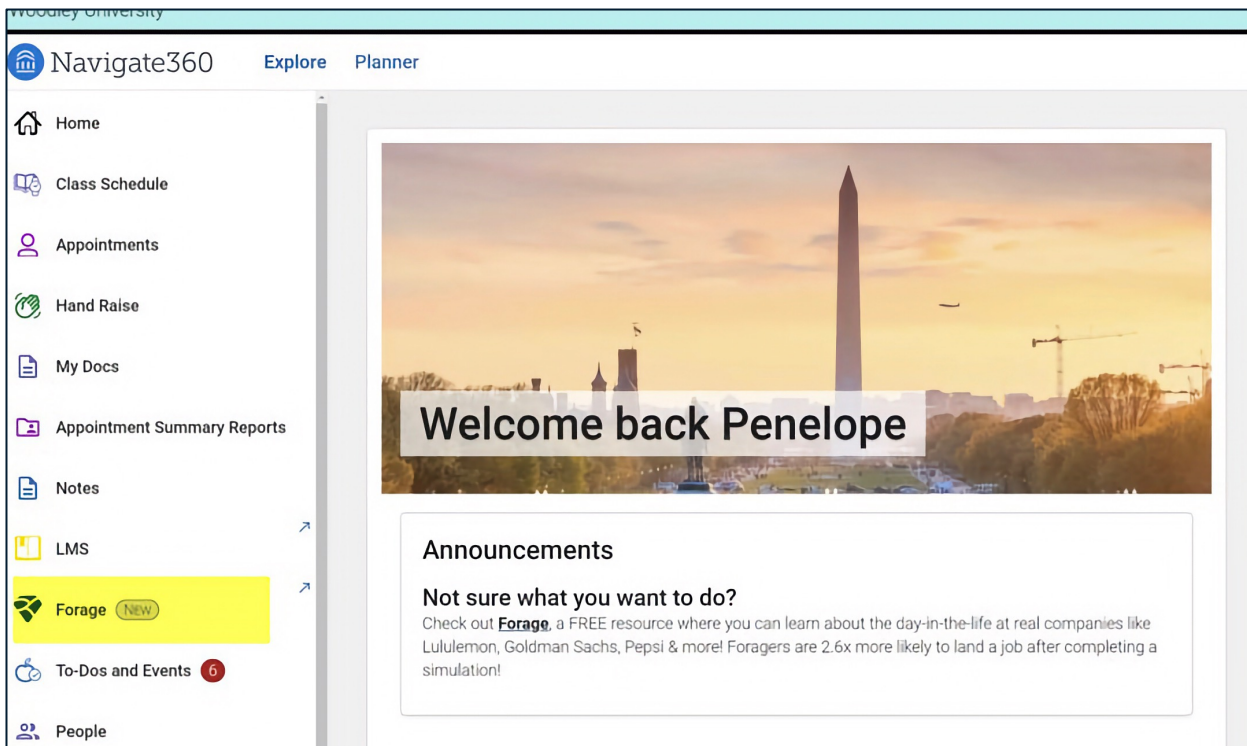 Woodley University
Navigate360
Explore
Planner
Home
Class Schedule
Appointments
Hand Raise
My Docs
Appointment Summary Reports
Notes
LMS
Forage NEW
To-Dos and Events 6
People
Welcome back Penelope
Announcements
Not sure what you want to do?
Check out Forage, a FREE resource where you can learn about the day-in-the-life at real companies like
Lululemon, Goldman Sachs, Pepsi & more! Foragers are 2.6x more likely to land a job after completing a
simulation!